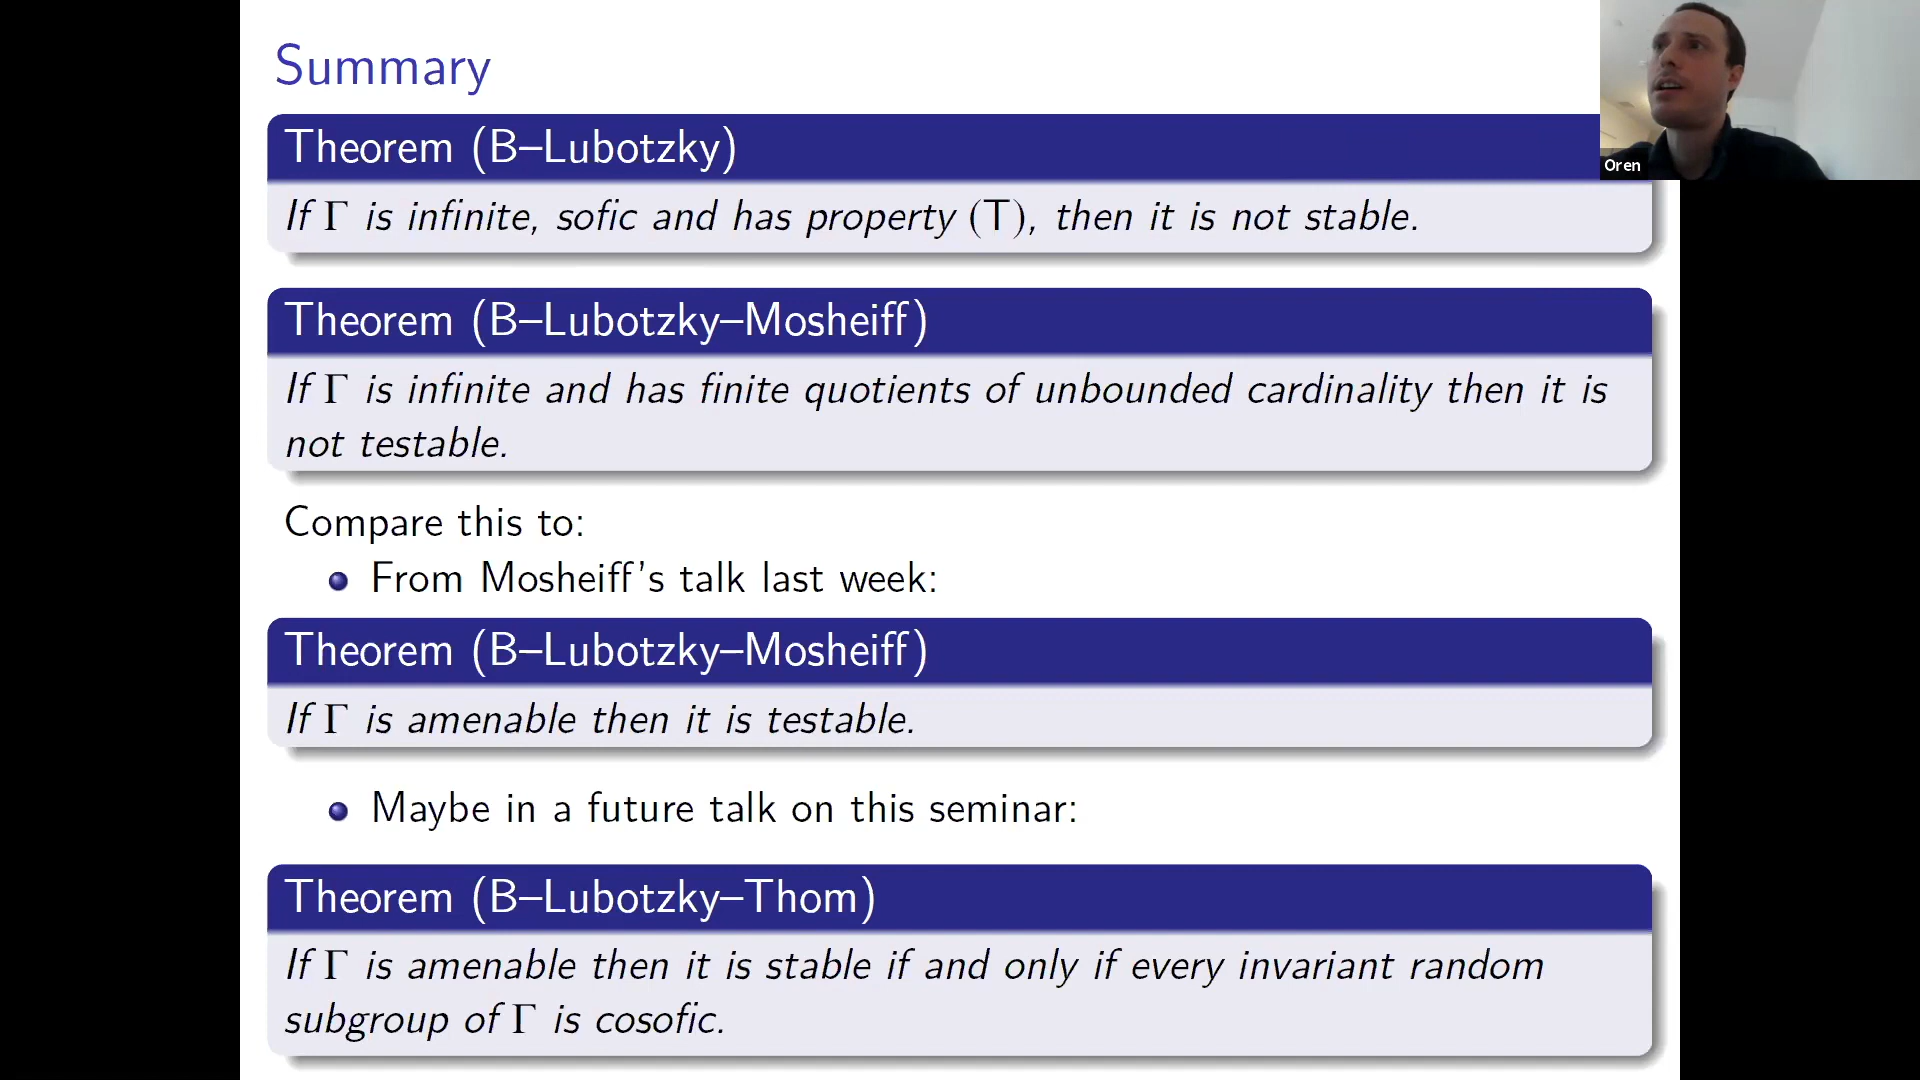 Summary
Theorem (B–Lubotzky)
If Γ is infinite, sofic and has property (T), then it is not stable.
Theorem (B–Lubotzky–Mosheiff)
If Γ is infinite and has finite quotients of unbounded cardinality then it is
not testable.
Compare this to:
From Mosheiff's talk last week:
Theorem (B–Lubotzky–Mosheiff)
If Γ is amenable then it is testable.
Maybe in a future talk on this seminar:
Theorem (B–Lubotzky–Thom)
If Γ is amenable then it is stable if and only if every invariant random
subgroup of Γ is cosofic.
Oren